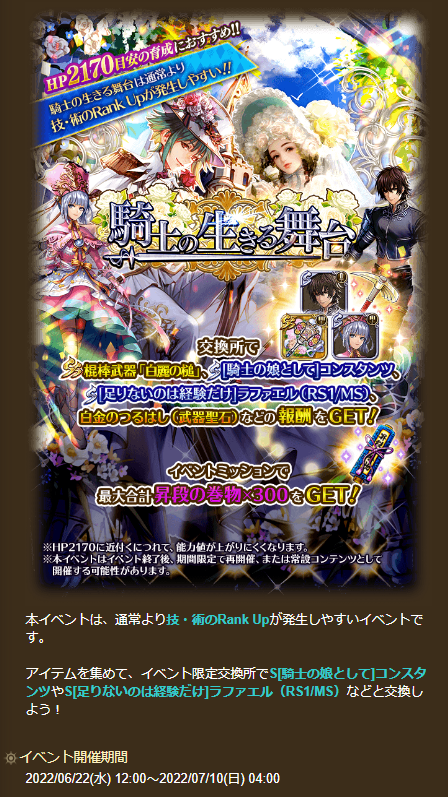 HP2170目安の育成におすすめ!!
騎士の生きる舞台は通常より
技・術のRank Upが発生しやすい!!
騎士の生きる舞台
交換所で
SS棍棒武器「白麗の槌」、S[騎士の娘として]コンスタンツ、
S[足りないのは経験だけ]ラファエル(RS1/MS)、
白金のつるはし(武器聖石)などの報酬をGET!
イベントミッションで
最大合計昇段の巻物×300をGET!
※HP2170に近付くにつれて、能力値が上がりにくくなります。
※本イベントはイベント終了後、期間限定で再開催、または常設コンテンツとして
開催する可能性があります。
本イベントは、通常より技・術のRank Upが発生しやすいイベントで
す。
アイテムを集めて、イベント限定交換所でS[騎士の娘として]コンスタ
ンツやS[足りないのは経験だけ]ラファエル（RS1/MS）などと交換し
よう！
イベント開催期間
2022/06/22(水) 12:00～2022/07/10(日) 04:00